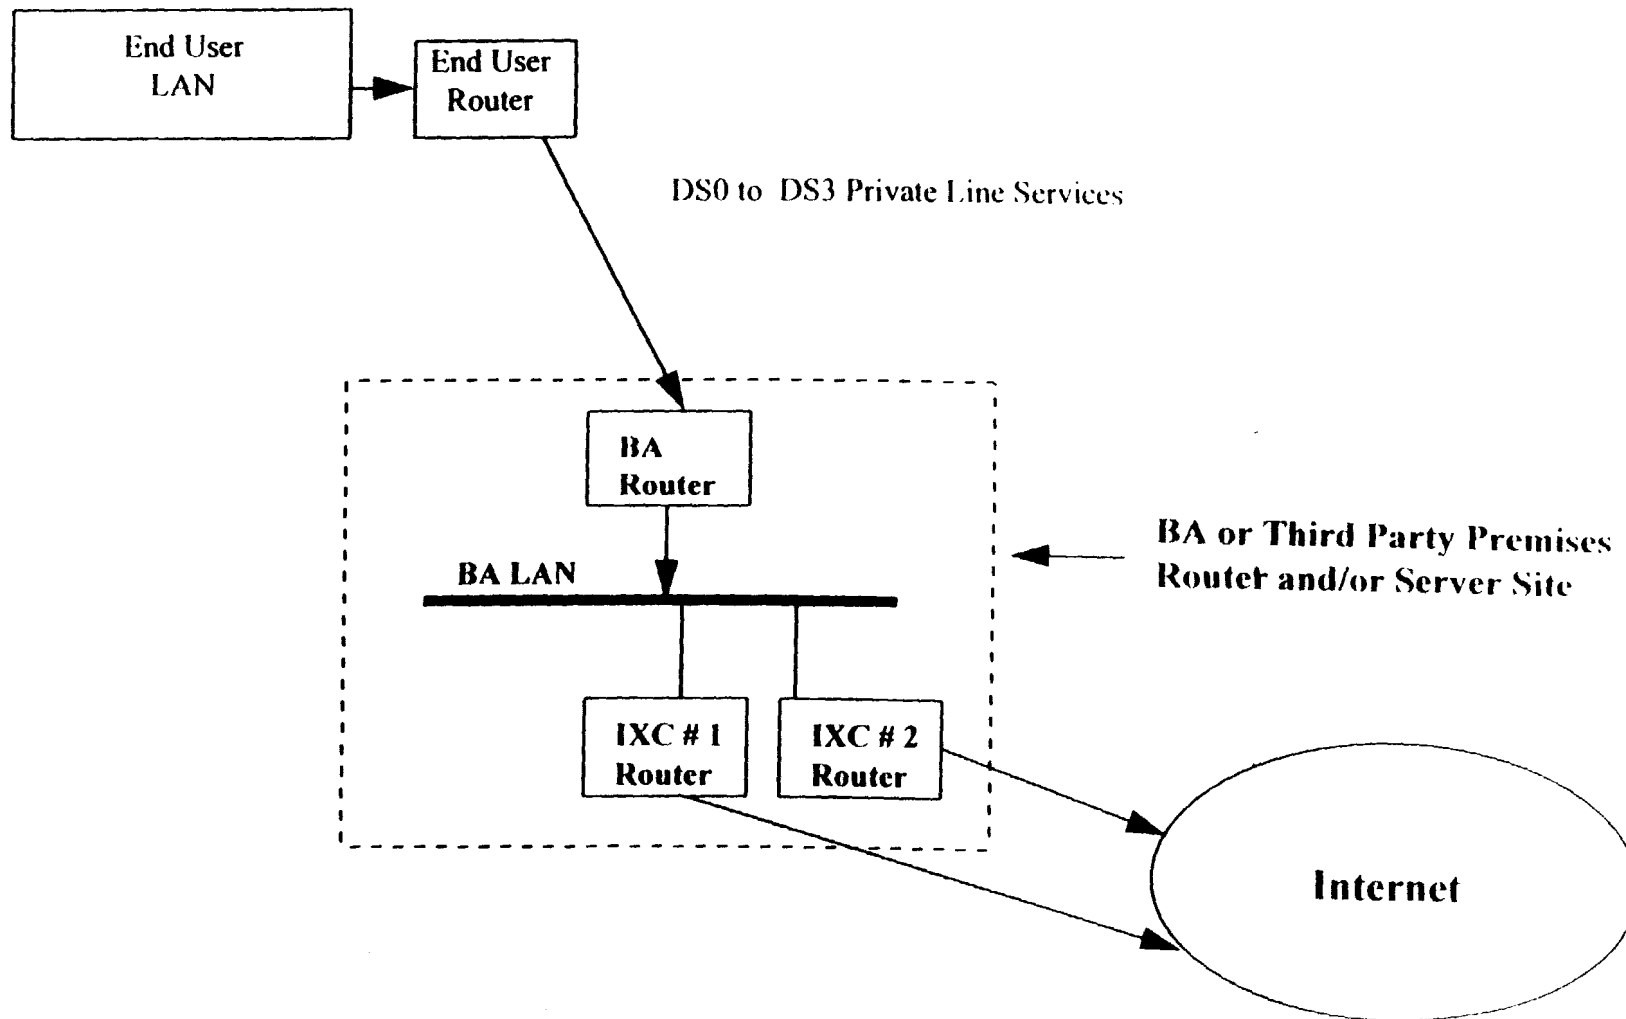 End User
LAN
End User
Router
DS0 to DS3 Private Line Services
BA
Router
BA LAN
BA or Third Party Premises
Router and/or Server Site
IXC # 1
Router
IXC # 2
Router
Internet